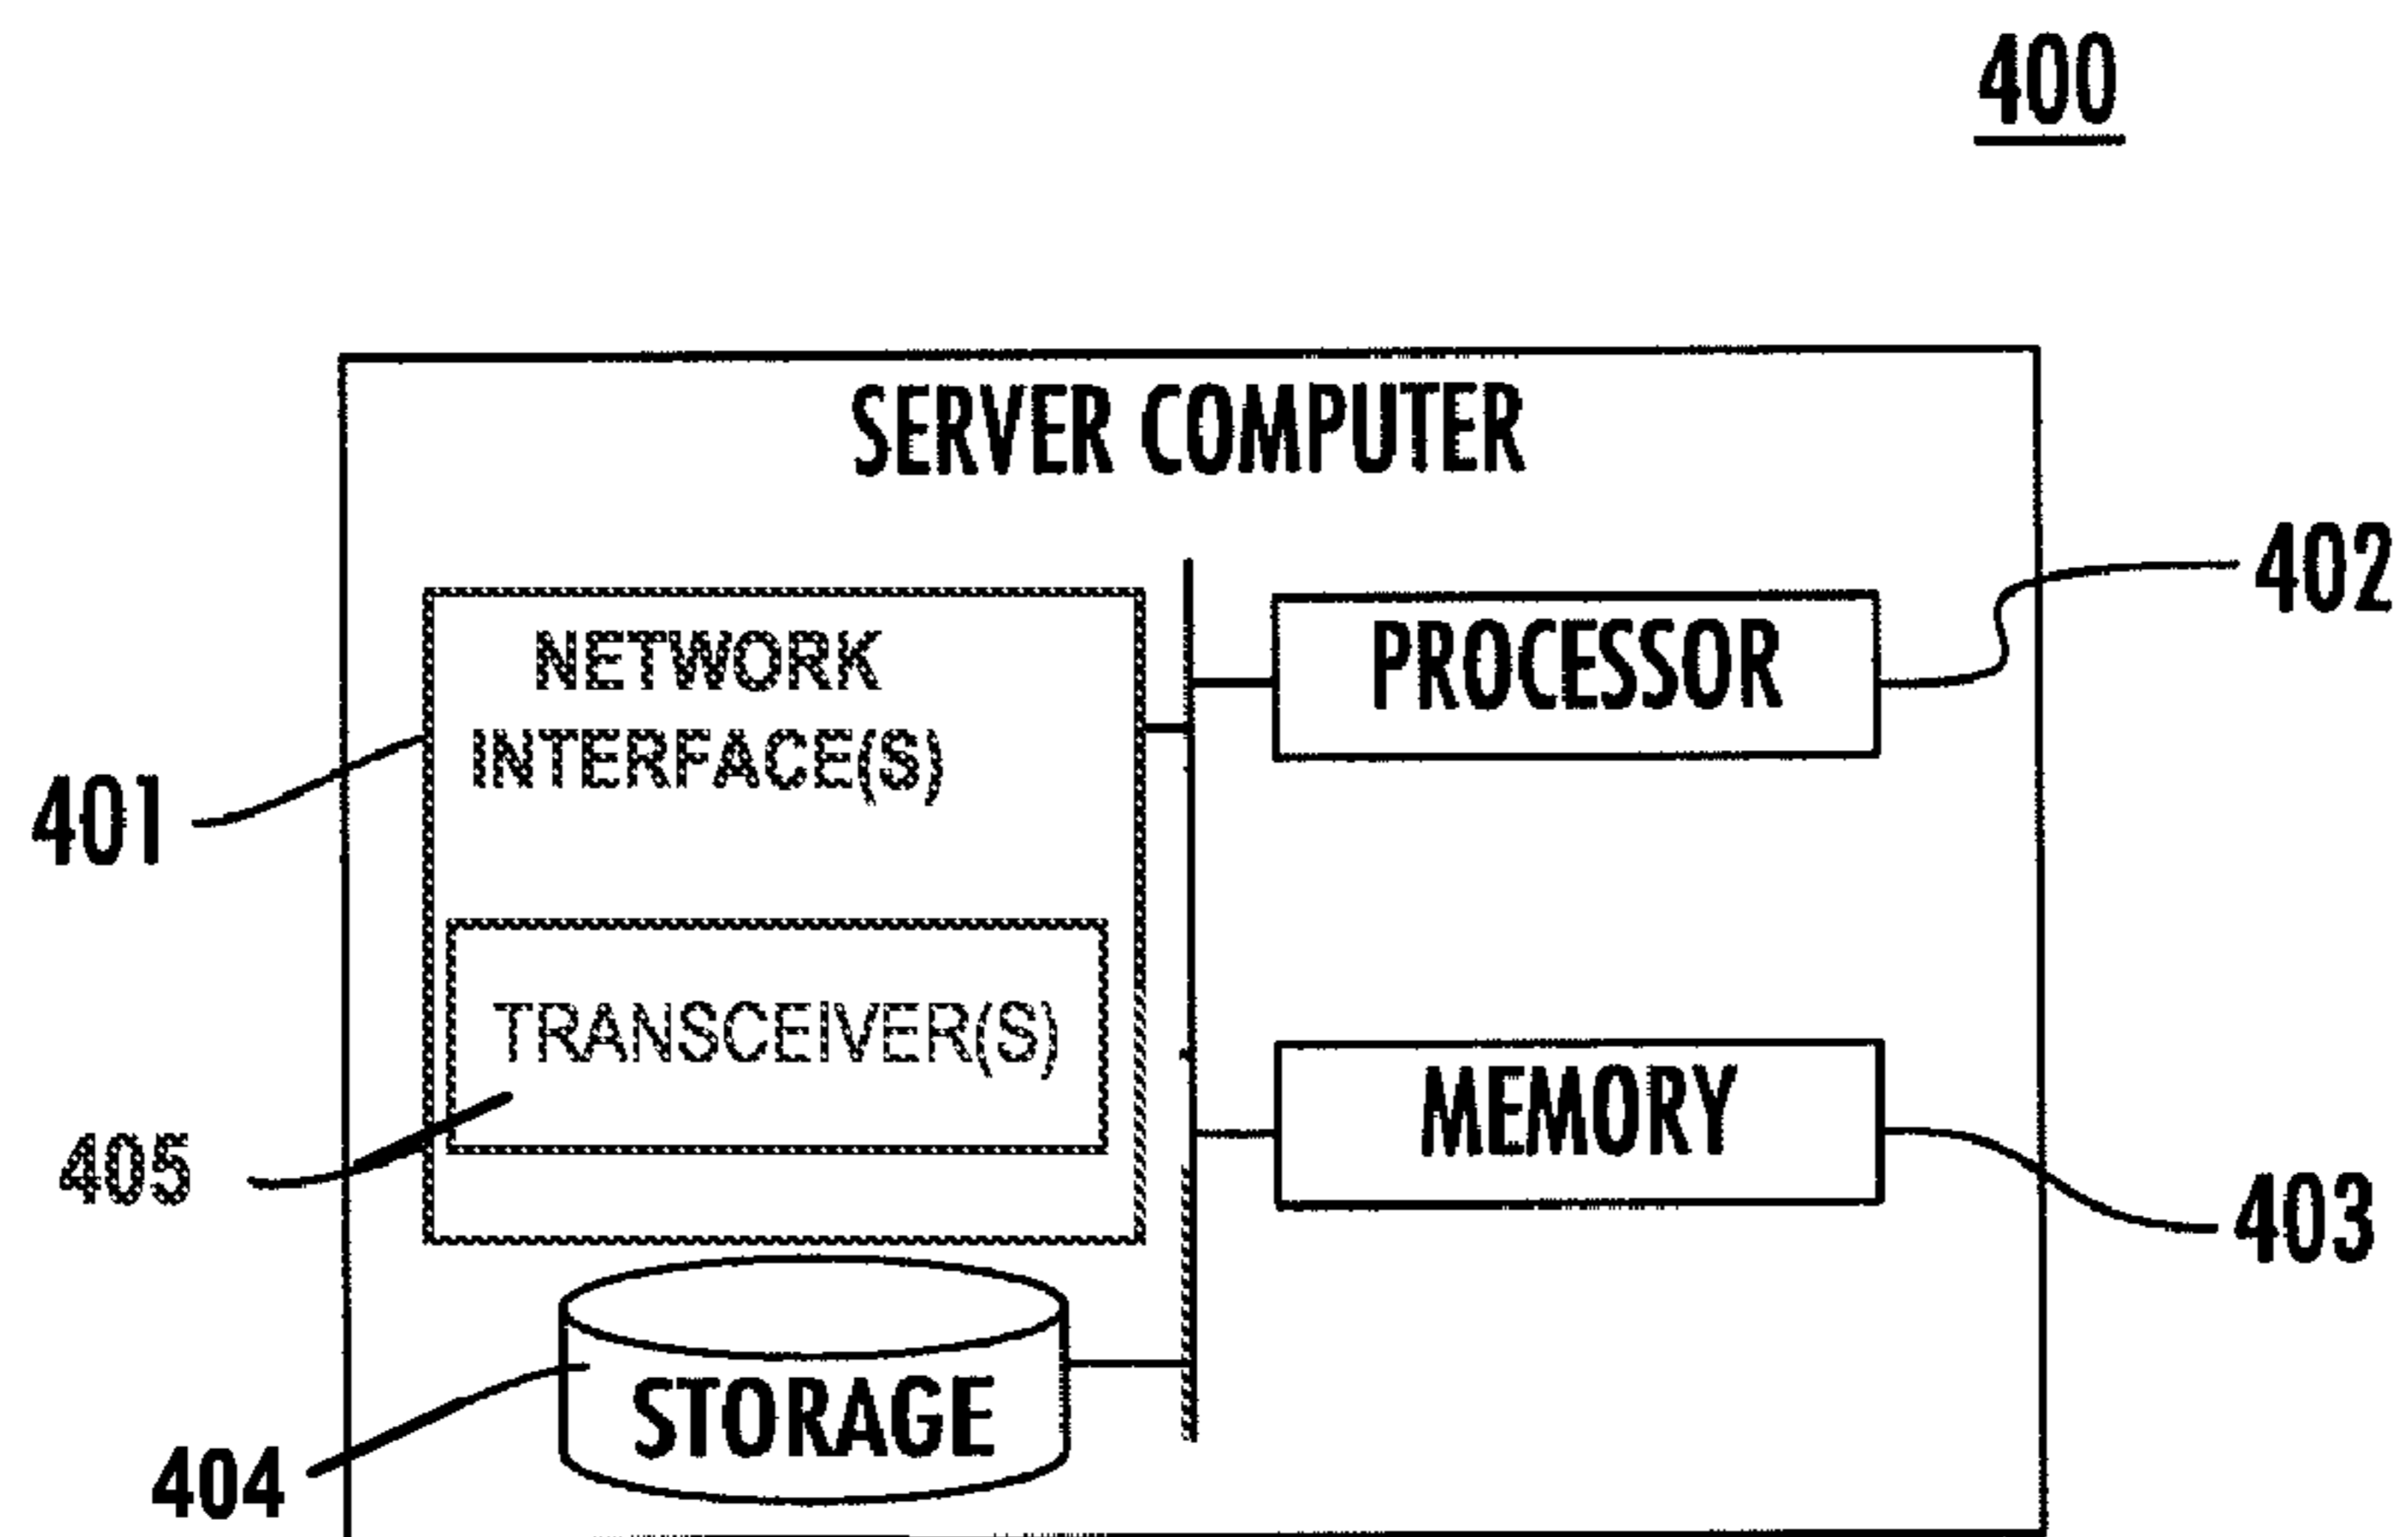 400
SERVER COMPUTER
402
PROCESSOR
NETWORK
INTERFACE(S)
401
TRANSCEIVER(S)
MEMORY
405
403
STORAGE
404